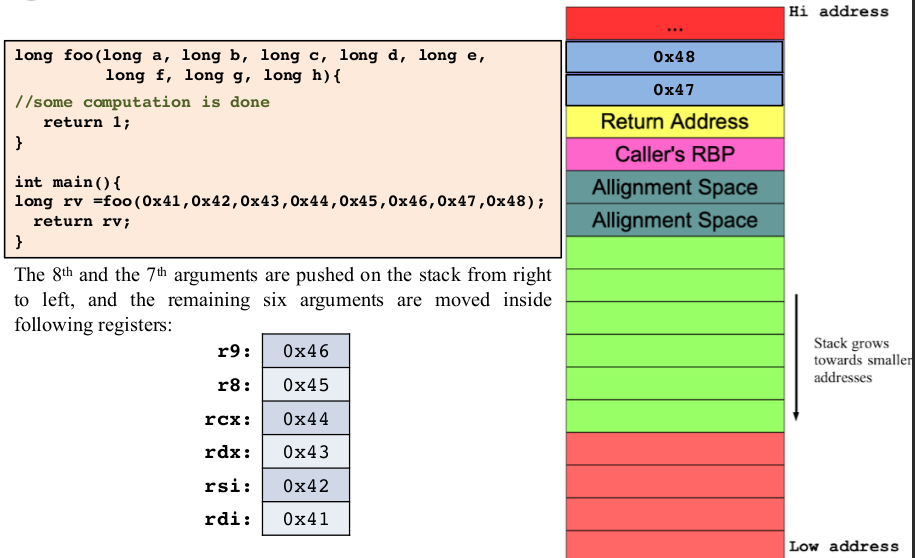 long foo(long a, long b, long c, long d, long e,
long f, long g, long h){
//some computation is done
return 1;
}
int main(){
long rv =foo(0x41,0x42,0x43,0x44,0x45,0x46,0x47,0x48);
return rv;
}
The 8th and the 7th arguments are pushed on the stack from right
to left, and the remaining six arguments are moved inside
following registers:
r9: 0x46
r8: 0x45
rcx: 0x44
rdx: 0x43
rsi: 0x42
rdi: 0x41
Hi address
...
0x48
0x47
Return Address
Caller's RBP
Allignment Space
Allignment Space
Stack grows
towards smaller
addresses
Low address